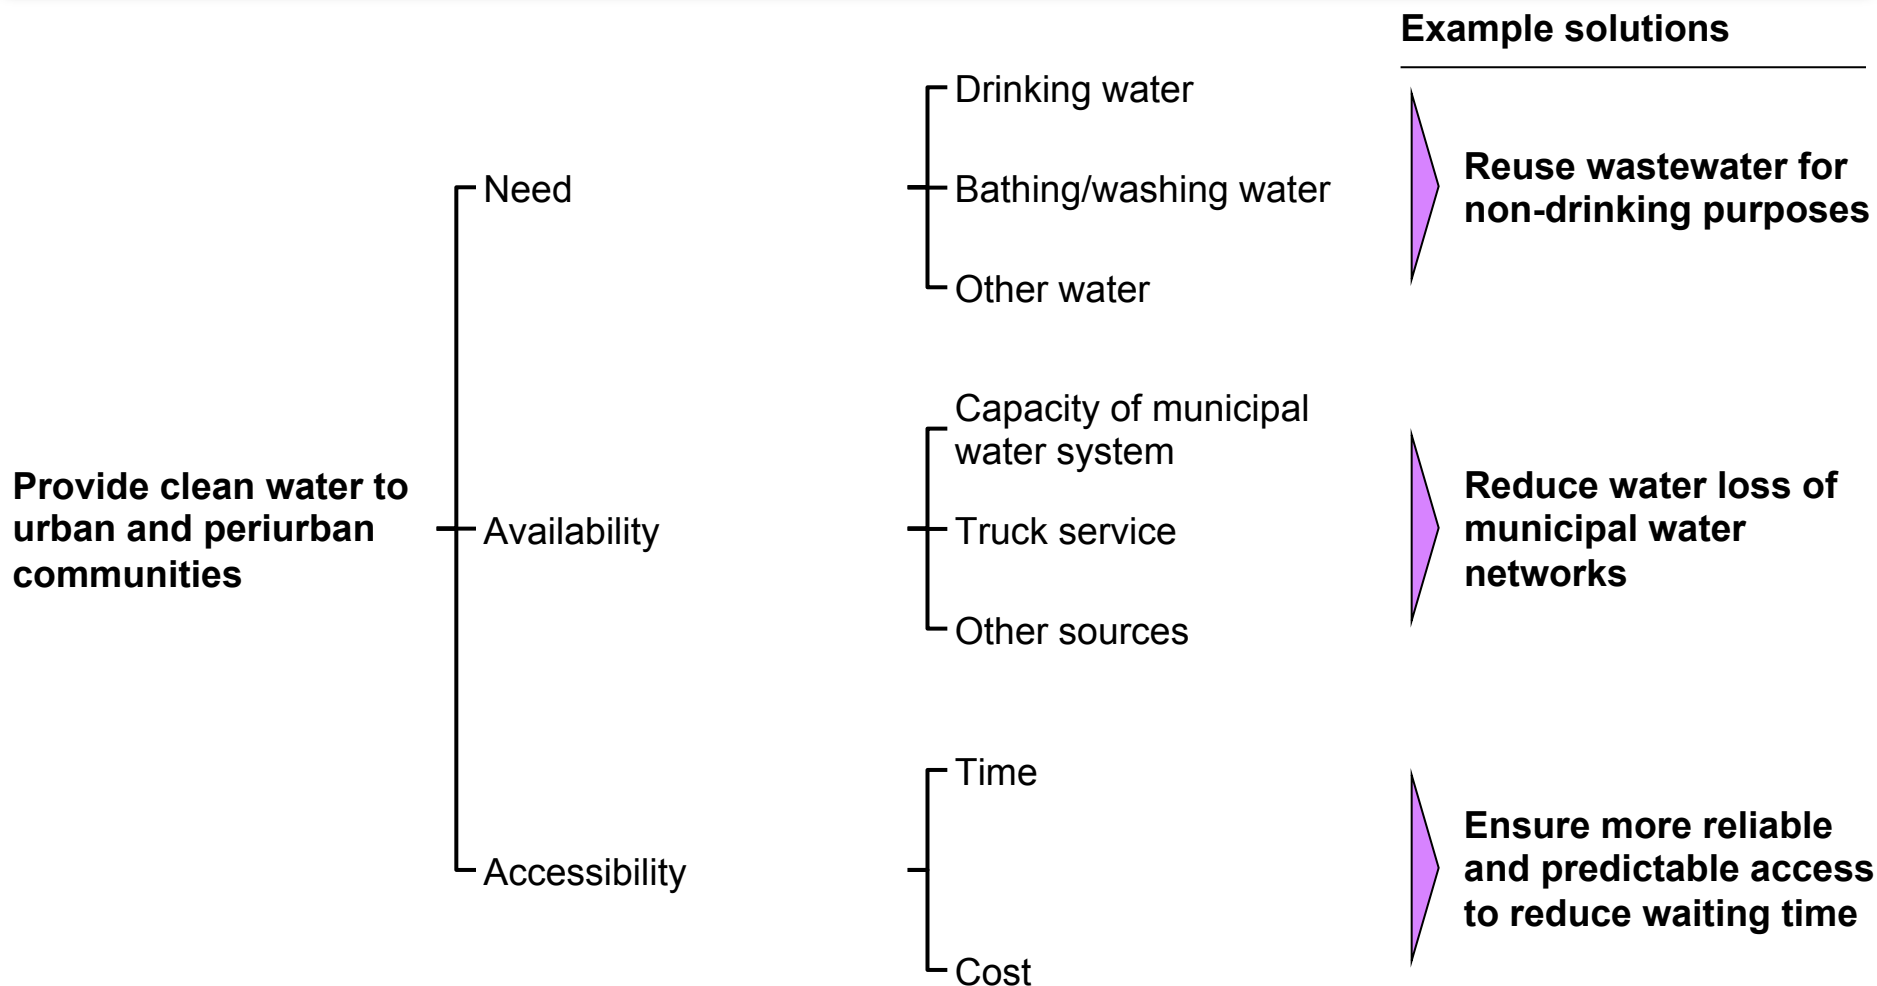 Example solutions
Drinking water
Need
Bathing/washing water
Other water
Reuse wastewater for
non-drinking purposes
Provide clean water to
urban and periurban
communities
Availability
Capacity of municipal
water system
Truck service
Other sources
Reduce water loss of
municipal water
networks
Accessibility
Time
Cost
Ensure more reliable
and predictable access
to reduce waiting time